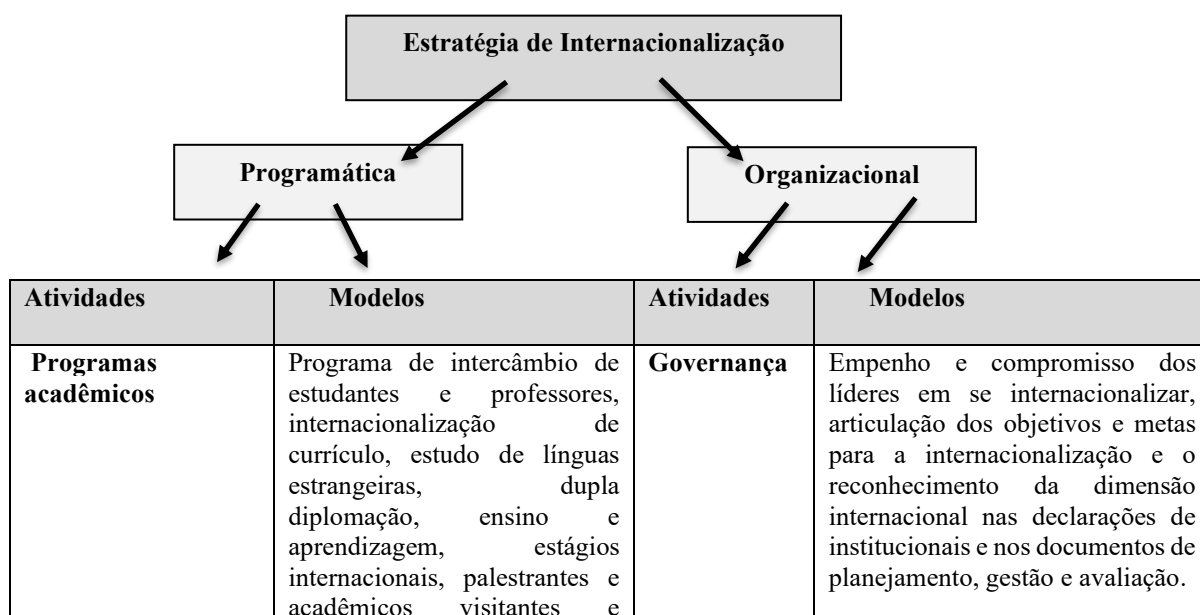 Estratégia de Internacionalização
Programática
Organizacional
Atividades
Modelos
Atividades
Modelos
Programas
acadêmicos
Programa de intercâmbio de
estudantes e professores,
internacionalização de
currículo, estudo de línguas
estrangeiras, dupla
diplomação, ensino e
aprendizagem, estágios
internacionais, palestrantes e
acadêmicos visitantes e
Governança
Empenho e compromisso dos
líderes em se internacionalizar,
articulação dos objetivos e metas
para a internacionalização e o
reconhecimento da dimensão
internacional nas declarações de
institucionais e nos documentos de
planejamento, gestão e avaliação.